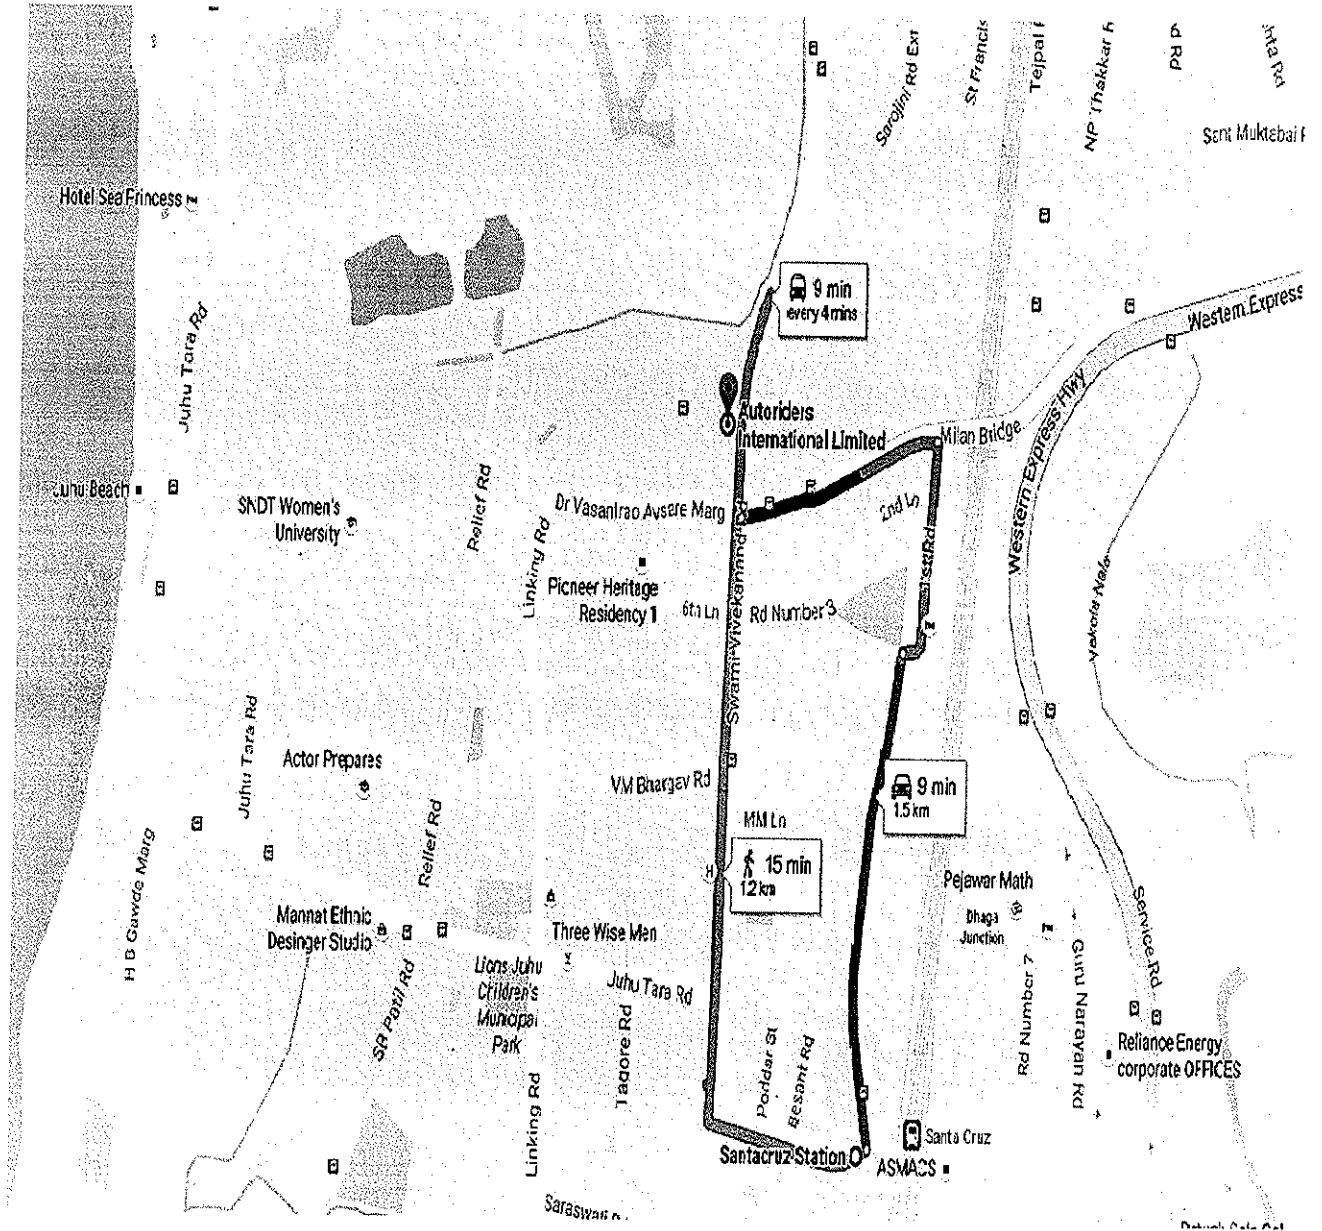 Sarojini Rd Ext
St Francis
Tejpal
NP Thakkar
Rd
Sant Muktabai
Hotel Sea Princess
9 min
every 4 mins
Western Express
Juhu Tara Rd
Western Express Hwy
Autoriders
International Limited
Milan Bridge
Juhu Beach
SNDT Women's
University
Relief Rd
Dr Vasantrao Avsare Marg
2nd Ln
Linking Rd
1st Rd
Pioneer Heritage
Residency 1
6th Ln
Rd Number 3
Swami Vivekanand Rd
Vakola Nala
Juhu Tara Rd
Actor Prepares
VM Bhargav Rd
9 min
1.5 km
MM Ln
Relief Rd
15 min
1.2 km
H B Gawde Marg
Pejawar Math
Dhaga
Junction
Service Rd
Mannat Ethnic
Desinger Studio
Three Wise Men
SB Patil Rd
Lions Juhu
Children's
Municipal
Park
Juhu Tara Rd
Tagore Rd
Rd Number 7
Guru Narayan Rd
Poddar St
Besant Rd
Reliance Energy
corporate OFFICES
Linking Rd
Santa Cruz
Santacruz Station
ASMACS